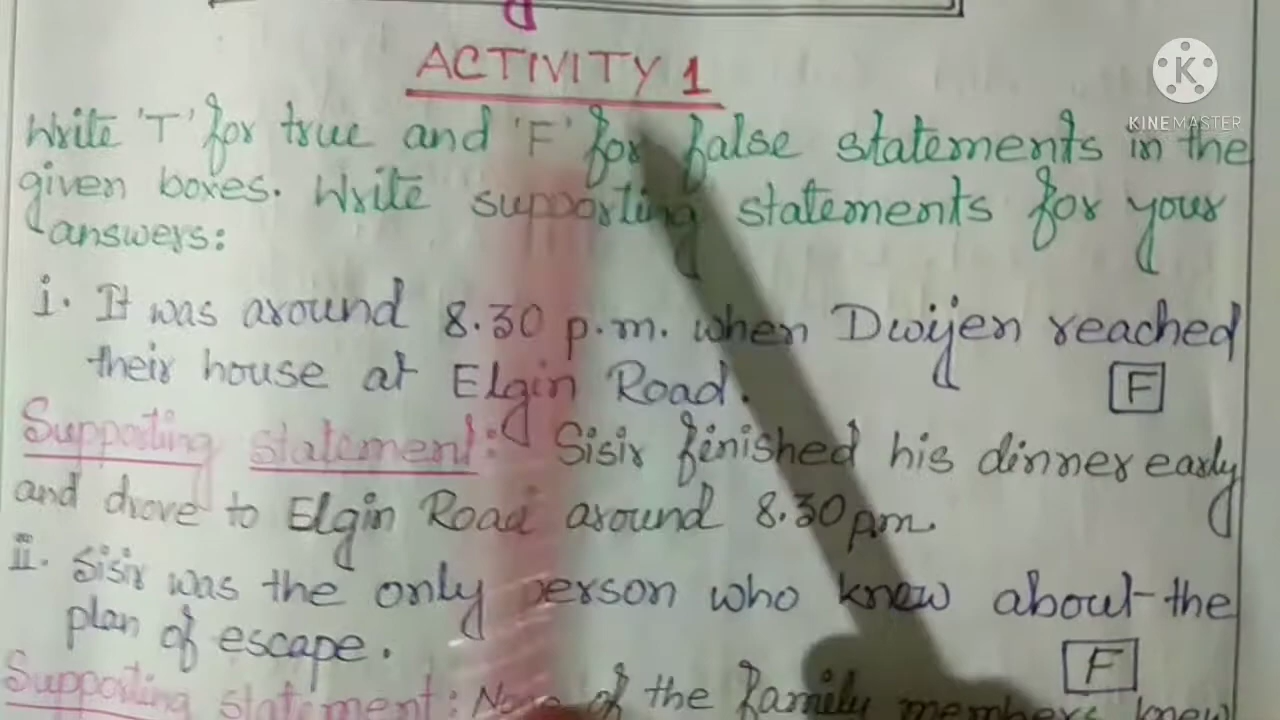 ACTIVITY 1
K
KINEMASTER
Write 'T' for true and 'F' for false statements in the
given boxes. Write supporting statements for your
answers:
i. It was around 8.30 p.m. when Dwijen reached
their house at Elgin Road. F
Supporting statement: Sisir finished his dinner early
and drove to Elgin Road around 8.30 pm.
ii. Sisir was the only person who knew about the
plan of escape. F
Supporting statement: None of the family members knew